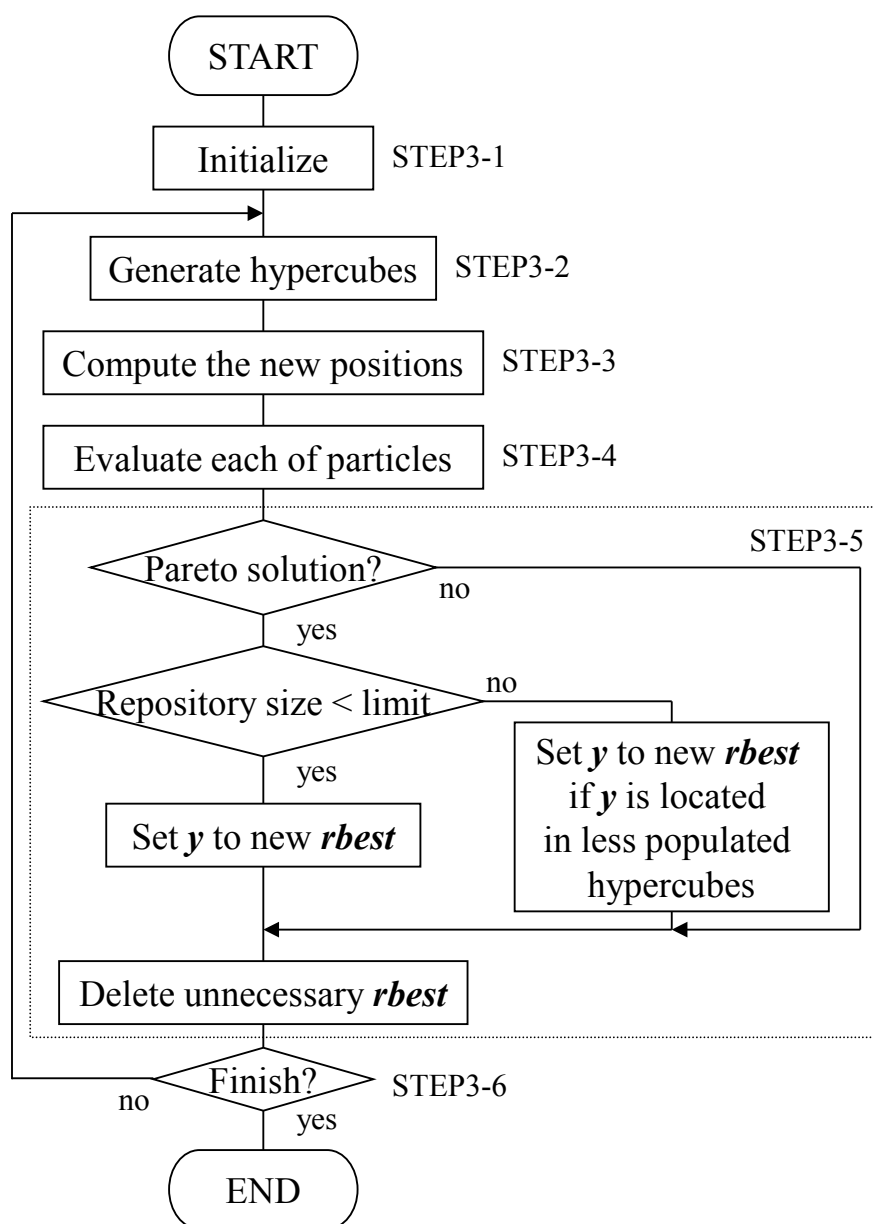 START
Initialize
STEP3-1
Generate hypercubes
STEP3-2
Compute the new positions
STEP3-3
Evaluate each of particles
STEP3-4
STEP3-5
Pareto solution?
no
yes
Repository size < limit
no
yes
Set y to new rbest
Set y to new rbest
if y is located
in less populated
hypercubes
Delete unnecessary rbest
Finish?
STEP3-6
no
yes
END